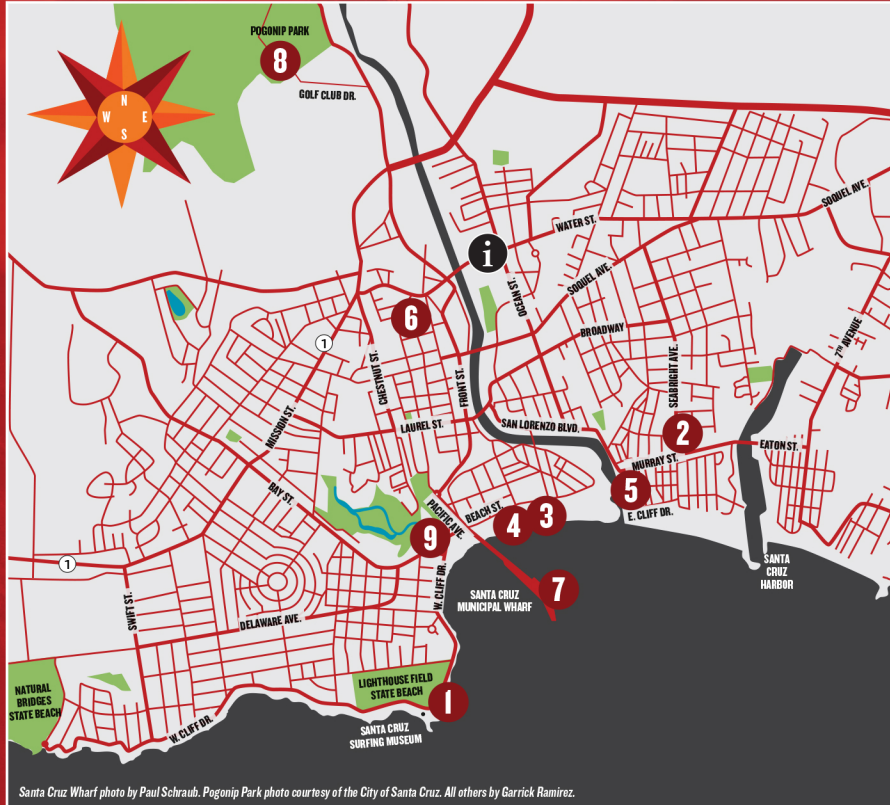 POGONIP PARK
8
GOLF CLUB DR.
N
W E
S
SOQUEL AVE.
WATER ST.
i
SOQUEL AVE.
OCEAN ST.
6
BROADWAY
7TH AVENUE
1
CHESTNUT ST.
FRONT ST.
SEABRIGHT AVE.
MISSION ST.
LAUREL ST.
SAN LORENZO BLVD.
2
EATON ST.
MURRAY ST.
BAY ST.
5
PACIFIC AVE.
BEACH ST.
4
3
E. CLIFF DR.
9
1
W. CLIFF DR.
SANTA
CRUZ
HARBOR
7
SANTA CRUZ
MUNICIPAL WHARF
SWIFT ST.
DELAWARE AVE.
NATURAL
BRIDGES
STATE BEACH
LIGHTHOUSE FIELD
STATE BEACH
1
W. CLIFF DR.
SANTA CRUZ
SURFING MUSEUM
Santa Cruz Wharf photo by Paul Schraub. Pogonip Park photo courtesy of the City of Santa Cruz. All others by Garrick Ramirez.